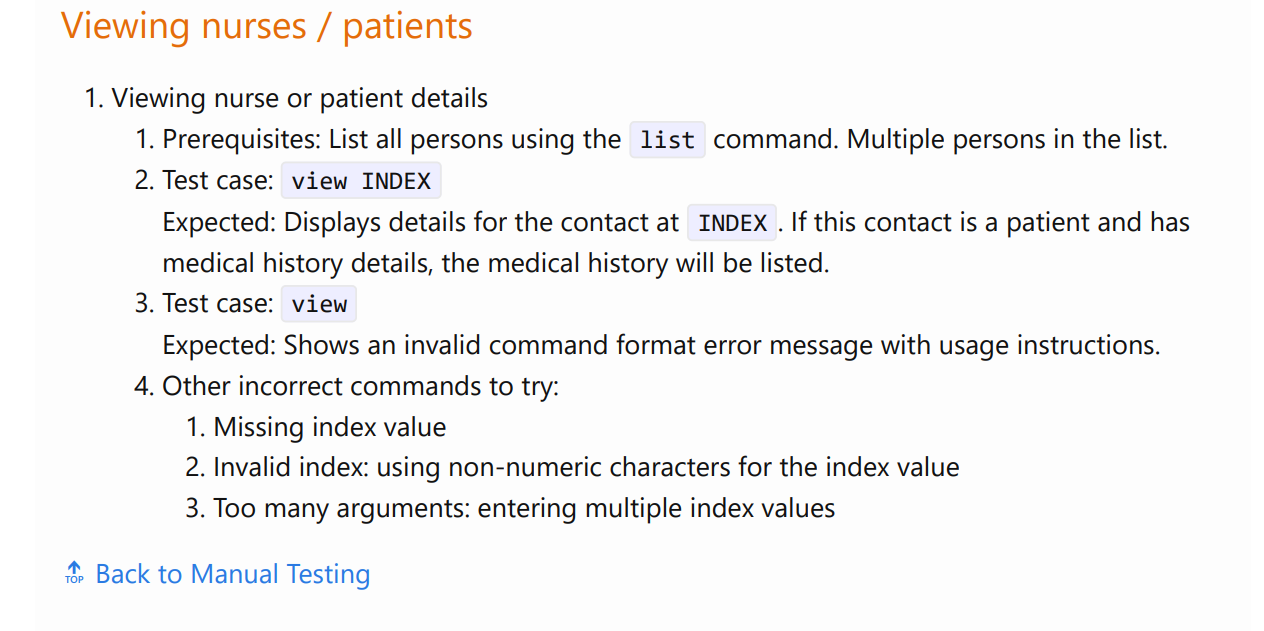 Viewing nurses / patients
1. Viewing nurse or patient details
1. Prerequisites: List all persons using the list command. Multiple persons in the list.
2. Test case: view INDEX
Expected: Displays details for the contact at INDEX . If this contact is a patient and has
medical history details, the medical history will be listed.
3. Test case: view
Expected: Shows an invalid command format error message with usage instructions.
4. Other incorrect commands to try:
1. Missing index value
2. Invalid index: using non-numeric characters for the index value
3. Too many arguments: entering multiple index values
TOP Back to Manual Testing